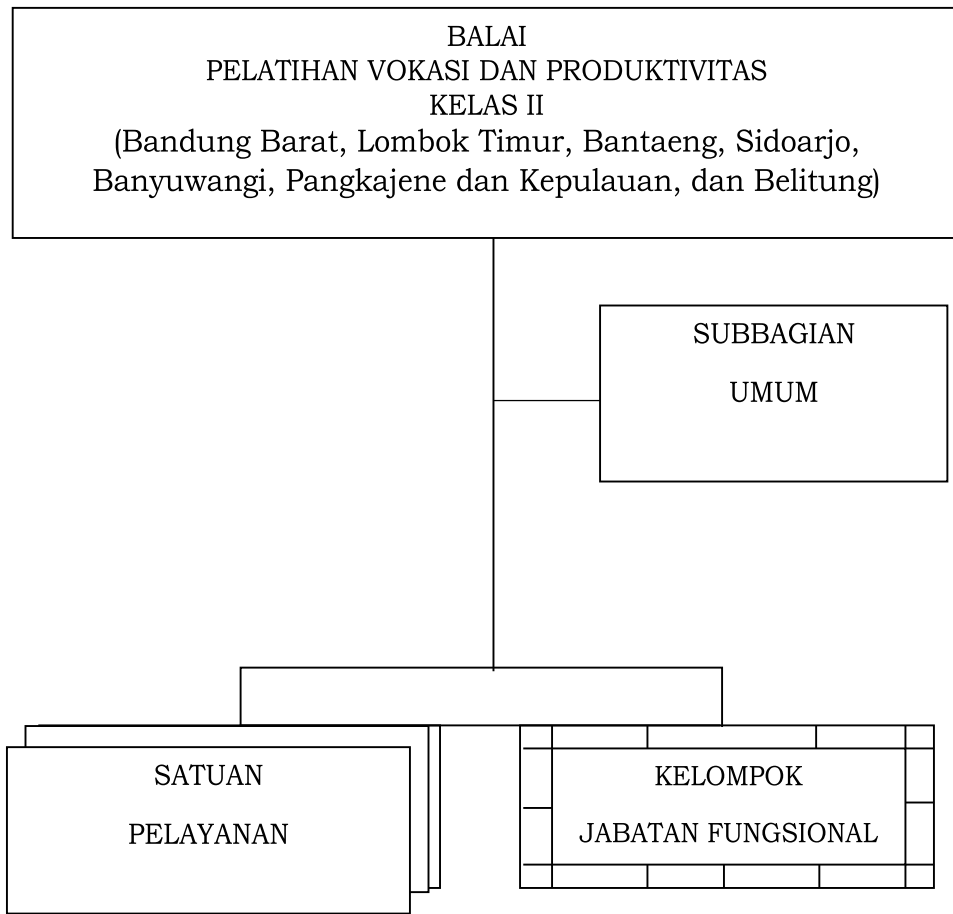 BALAI
PELATIHAN VOKASI DAN PRODUKTIVITAS
KELAS II
(Bandung Barat, Lombok Timur, Bantaeng, Sidoarjo,
Banyuwangi, Pangkajene dan Kepulauan, dan Belitung)
SUBBAGIAN
UMUM
SATUAN
PELAYANAN
KELOMPOK
JABATAN FUNGSIONAL